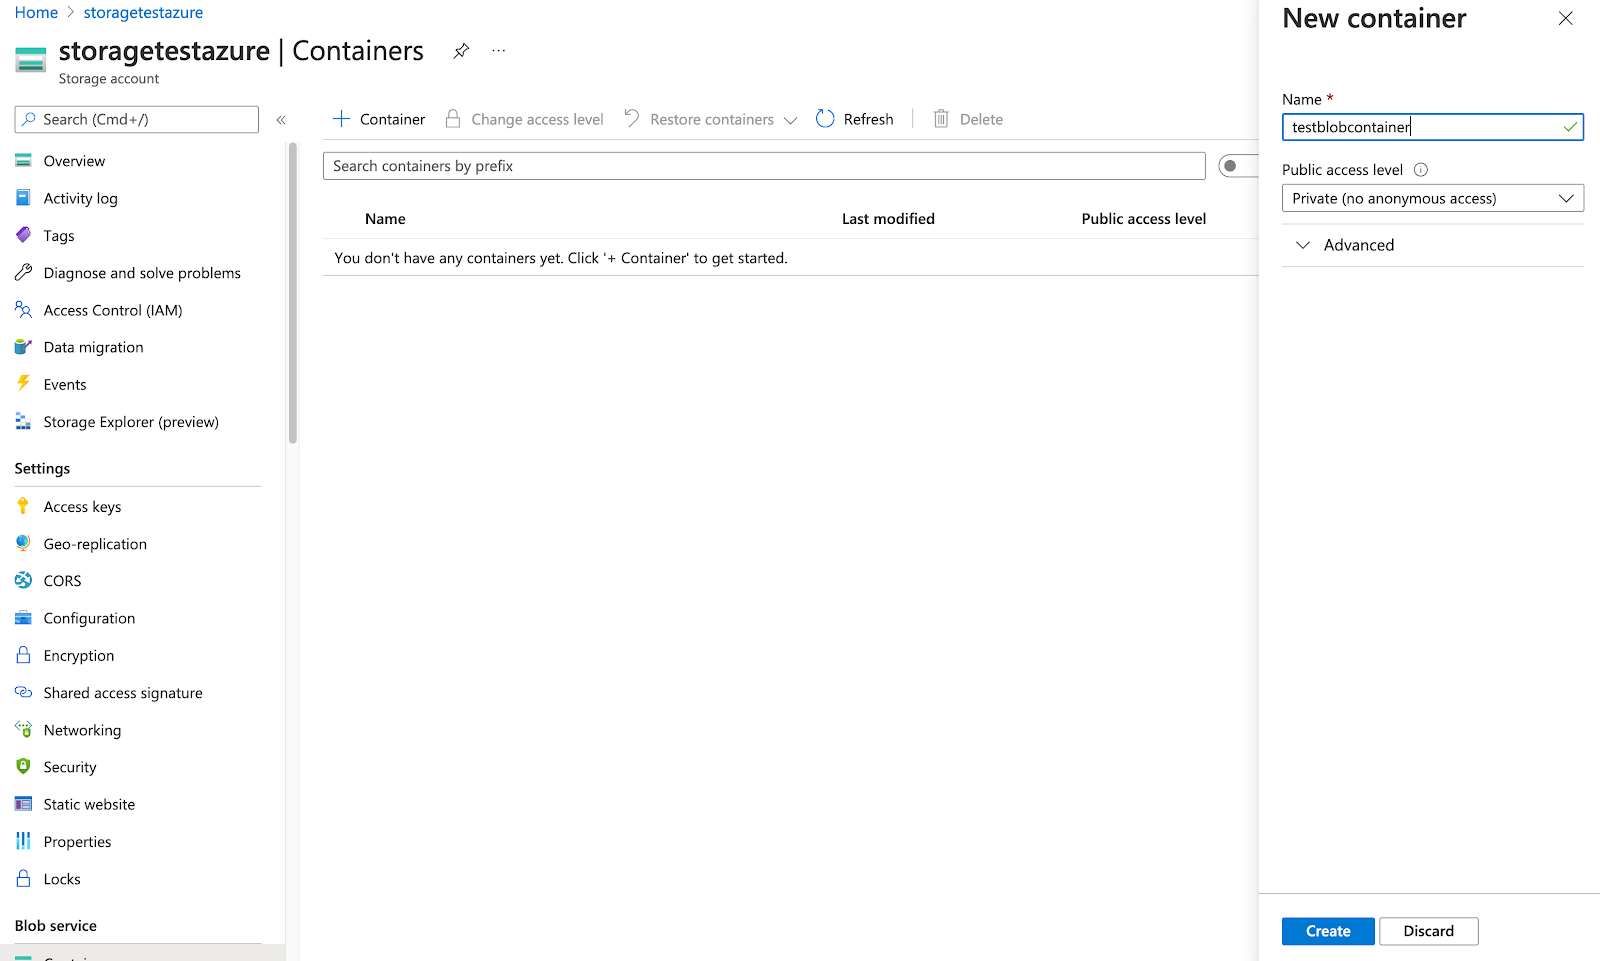 Home > storagetestazure
storagetestazure | Containers
Storage account
Search (Cmd+/)
«
Overview
Activity log
Tags
Diagnose and solve problems
Access Control (IAM)
Data migration
Events
Storage Explorer (preview)
Settings
Access keys
Geo-replication
CORS
Configuration
Encryption
Shared access signature
Networking
Security
Static website
Properties
Locks
Blob service
Container Change access level Restore containers Refresh Delete
Search containers by prefix
Name Last modified Public access level
You don't have any containers yet. Click '+ Container' to get started.
New container
Name *
testblobcontainer
Public access level
Private (no anonymous access)
Advanced
Create Discard